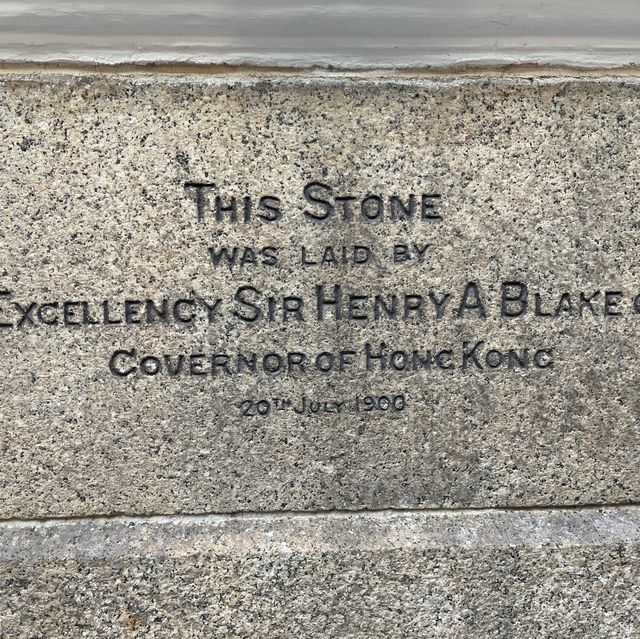 This Stone
was laid by
Excellency Sir Henry A Blake
Governor of Hong Kong
20th July 1900